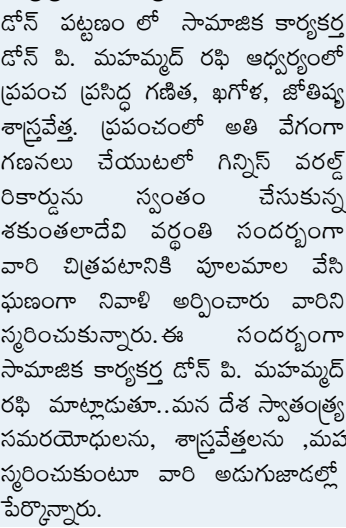 డోన్ పట్టణం లో సామాజిక కార్యకర్త
డోన్ పి. మహమ్మద్ రఫి ఆధ్వర్యంలో
ప్రపంచ ప్రసిద్ధ గణిత, ఖగోళ, జోతిష్య
శాస్త్రవేత్త. ప్రపంచంలో అతి వేగంగా
గణనలు చేయుటలో గిన్నిస్ వరల్డ్
రికార్డును స్వంతం చేసుకున్న
శకుంతలాదేవి వర్థంతి సందర్బంగా
వారి చిత్రపటానికి పూలమాల వేసి
ఘణంగా నివాళి అర్పించారు వారిని
స్మరించుకున్నారు.ఈ సందర్బంగా
సామాజిక కార్యకర్త డోన్ పి. మహమ్మద్
రఫి మాట్లాడుతూ..మన దేశ స్వాతంత్ర్య
సమరయోధులను, శాస్త్రవేత్తలను ,మహ
స్మరించుకుంటూ వారి అడుగుజాడల్లో
పేర్కొన్నారు.